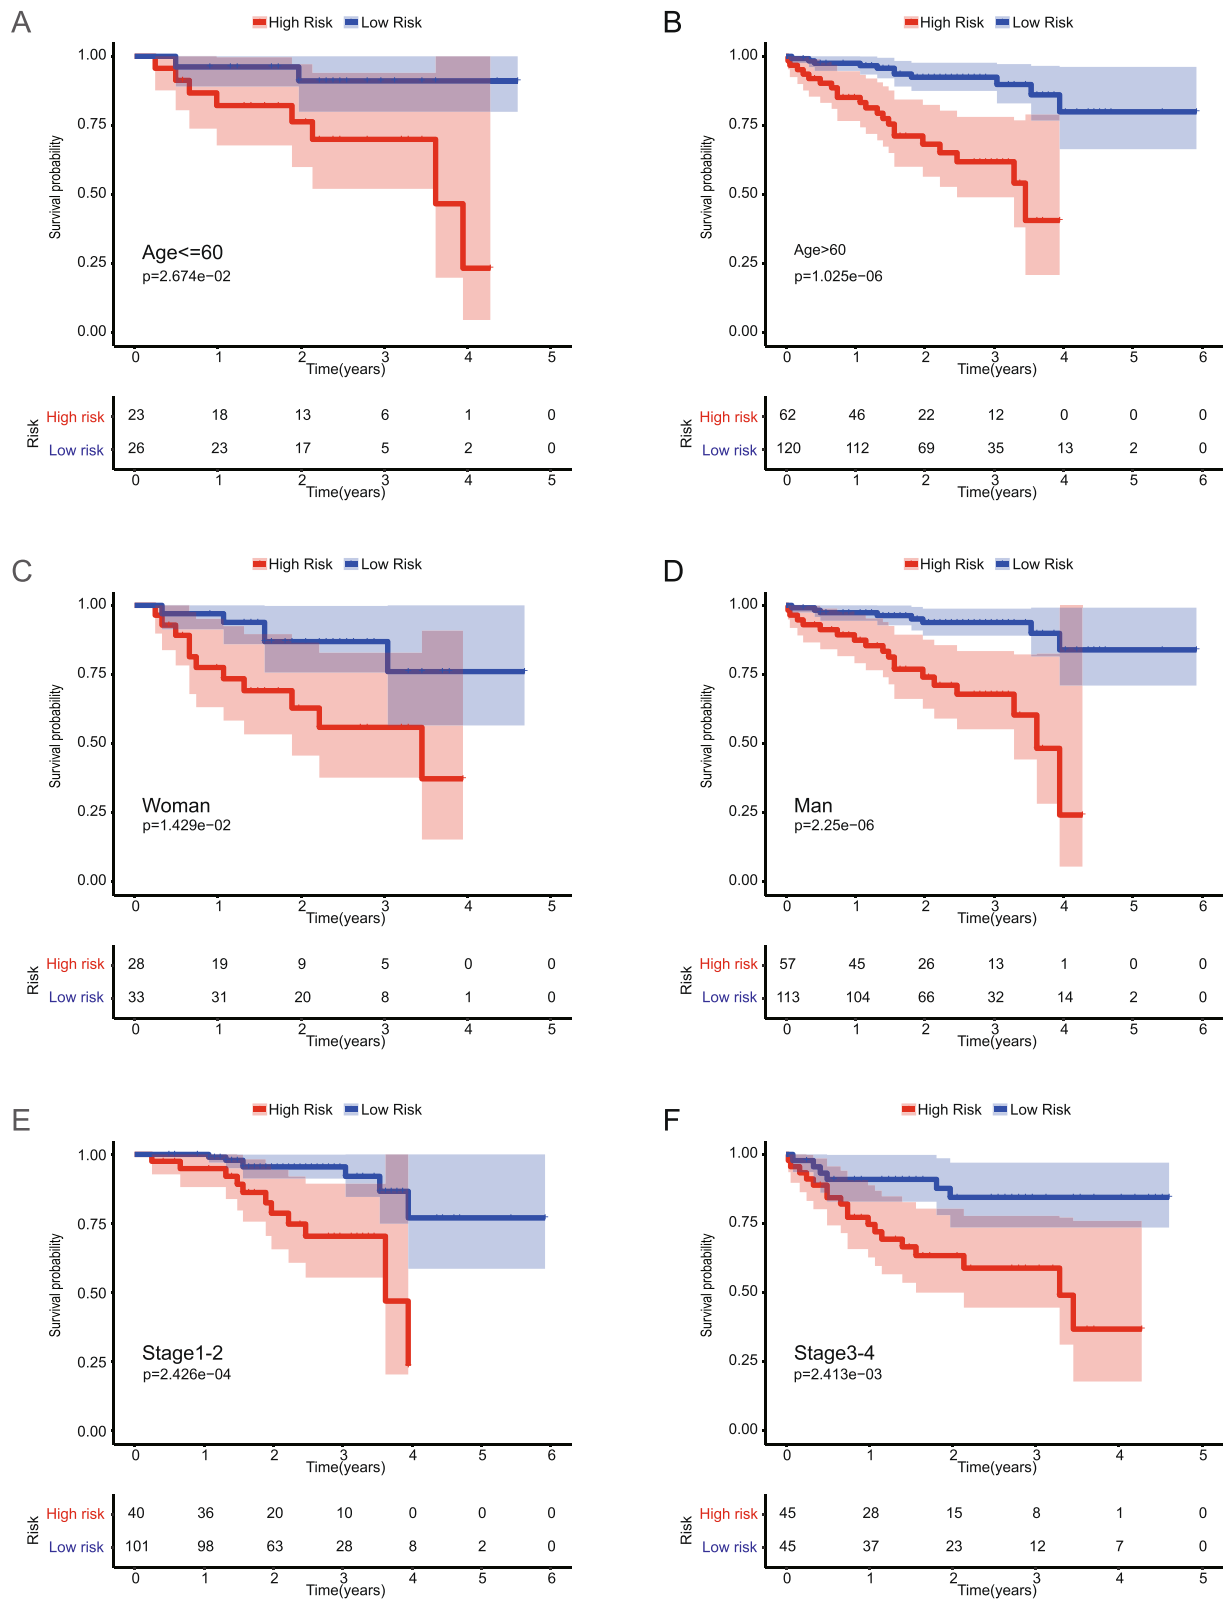 A
High Risk Low Risk
1.00
0.75
0.50
0.25
0.00
Survival probability
Age<=60
p=2.674e−02
0 1 2 3 4 5
Time(years)
Risk
High risk 23 18 13 6 1 0
Low risk 26 23 17 5 2 0
0 1 2 3 4 5
Time(years)
B
High Risk Low Risk
1.00
0.75
0.50
0.25
0.00
Survival probability
Age>60
p=1.025e−06
0 1 2 3 4 5 6
Time(years)
Risk
High risk 62 46 22 12 0 0 0
Low risk 120 112 69 35 13 2 0
0 1 2 3 4 5 6
Time(years)
C
High Risk Low Risk
1.00
0.75
0.50
0.25
0.00
Survival probability
Woman
p=1.429e−02
0 1 2 3 4 5
Time(years)
Risk
High risk 28 19 9 5 0 0
Low risk 33 31 20 8 1 0
0 1 2 3 4 5
Time(years)
D
High Risk Low Risk
1.00
0.75
0.50
0.25
0.00
Survival probability
Man
p=2.25e−06
0 1 2 3 4 5 6
Time(years)
Risk
High risk 57 45 26 13 1 0 0
Low risk 113 104 66 32 14 2 0
0 1 2 3 4 5 6
Time(years)
E
High Risk Low Risk
1.00
0.75
0.50
0.25
0.00
Survival probability
Stage1-2
p=2.426e−04
0 1 2 3 4 5 6
Time(years)
Risk
High risk 40 36 20 10 0 0 0
Low risk 101 98 63 28 8 2 0
0 1 2 3 4 5 6
Time(years)
F
High Risk Low Risk
1.00
0.75
0.50
0.25
0.00
Survival probability
Stage3-4
p=2.413e−03
0 1 2 3 4 5
Time(years)
Risk
High risk 45 28 15 8 1 0
Low risk 45 37 23 12 7 0
0 1 2 3 4 5
Time(years)